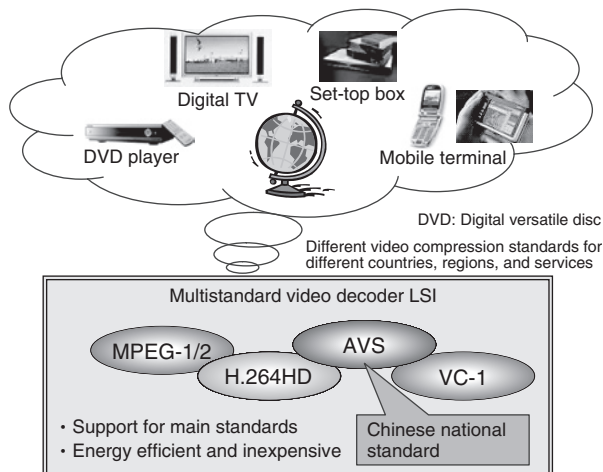 Digital TV
Set-top box
DVD player
Mobile terminal
DVD: Digital versatile disc
Different video compression standards for
different countries, regions, and services
Multistandard video decoder LSI
MPEG-1/2
H.264HD
AVS
VC-1
・Support for main standards
・Energy efficient and inexpensive
Chinese national
standard